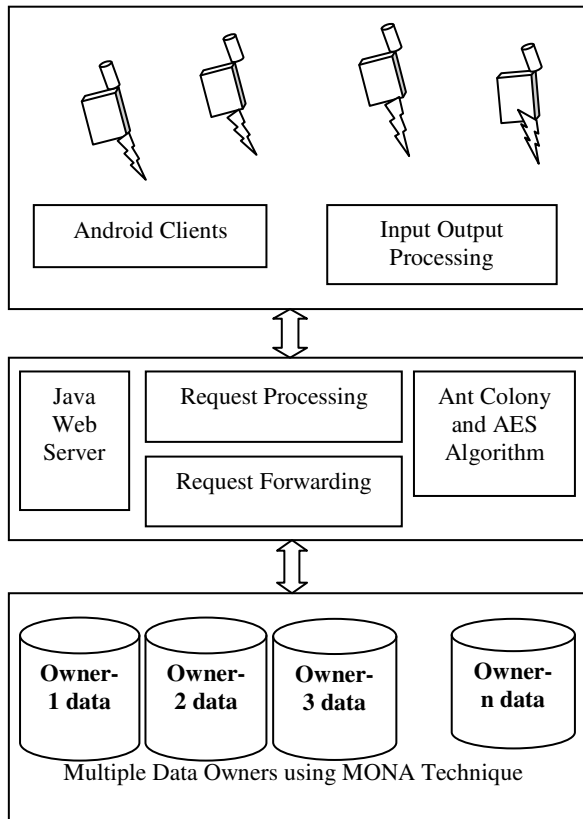 Android Clients
Input Output
Processing
Java
Web
Server
Request Processing
Request Forwarding
Ant Colony
and AES
Algorithm
Owner-
1 data
Owner-
2 data
Owner-
3 data
Owner-
n data
Multiple Data Owners using MONA Technique